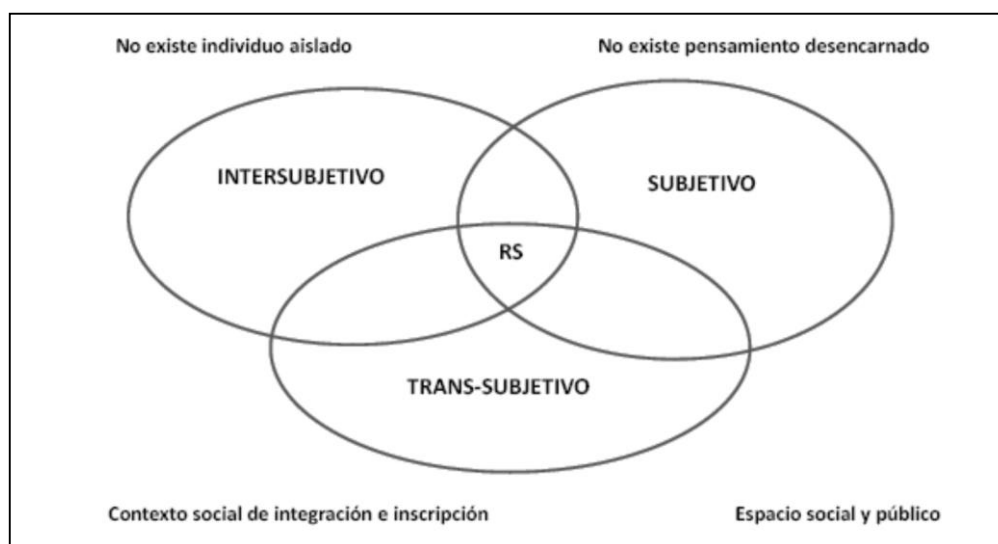 No existe individuo aislado
No existe pensamiento desencarnado
INTERSUBJETIVO
SUBJETIVO
RS
TRANS-SUBJETIVO
Contexto social de integración e inscripción
Espacio social y público